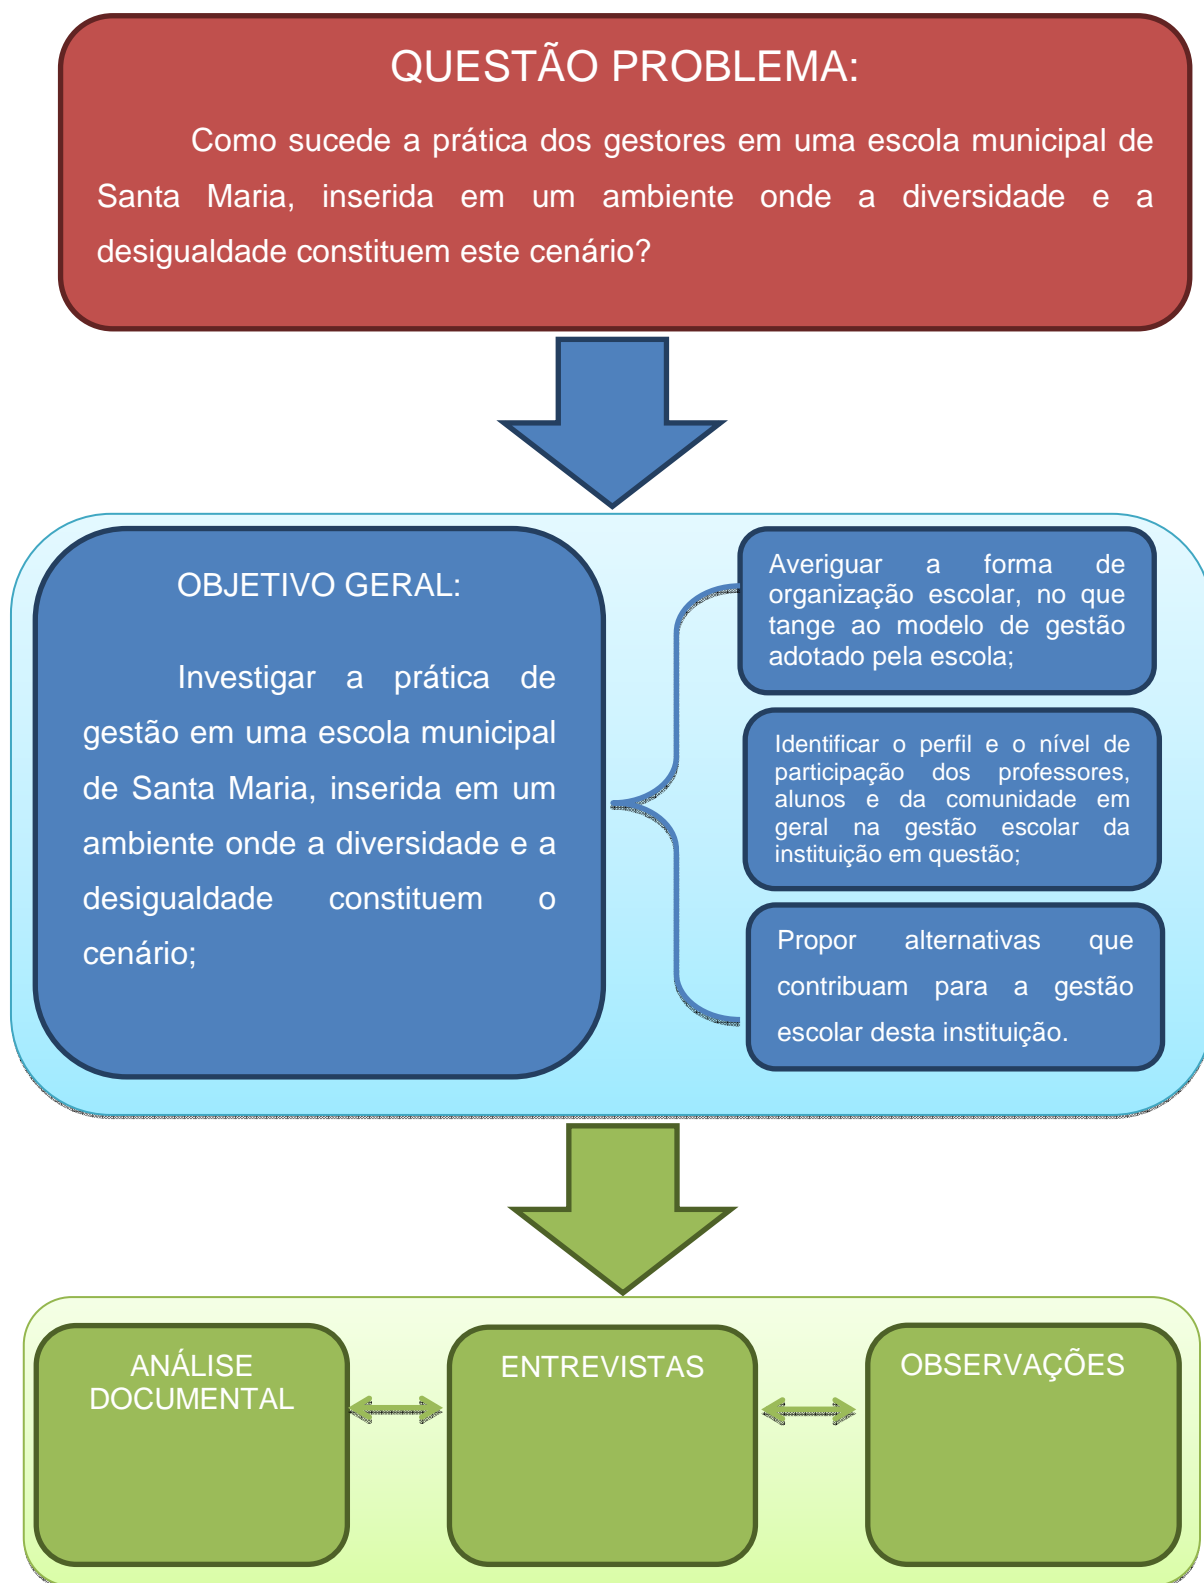 QUESTÃO PROBLEMA:
Como sucede a prática dos gestores em uma escola municipal de
Santa Maria, inserida em um ambiente onde a diversidade e a
desigualdade constituem este cenário?
OBJETIVO GERAL:
Investigar a prática de
gestão em uma escola municipal
de Santa Maria, inserida em um
ambiente onde a diversidade e a
desigualdade constituem o
cenário;
Averiguar a forma de
organização escolar, no que
tange ao modelo de gestão
adotado pela escola;
Identificar o perfil e o nível de
participação dos professores,
alunos e da comunidade em
geral na gestão escolar da
instituição em questão;
Propor alternativas que
contribuam para a gestão
escolar desta instituição.
ANÁLISE
DOCUMENTAL
ENTREVISTAS
OBSERVAÇÕES